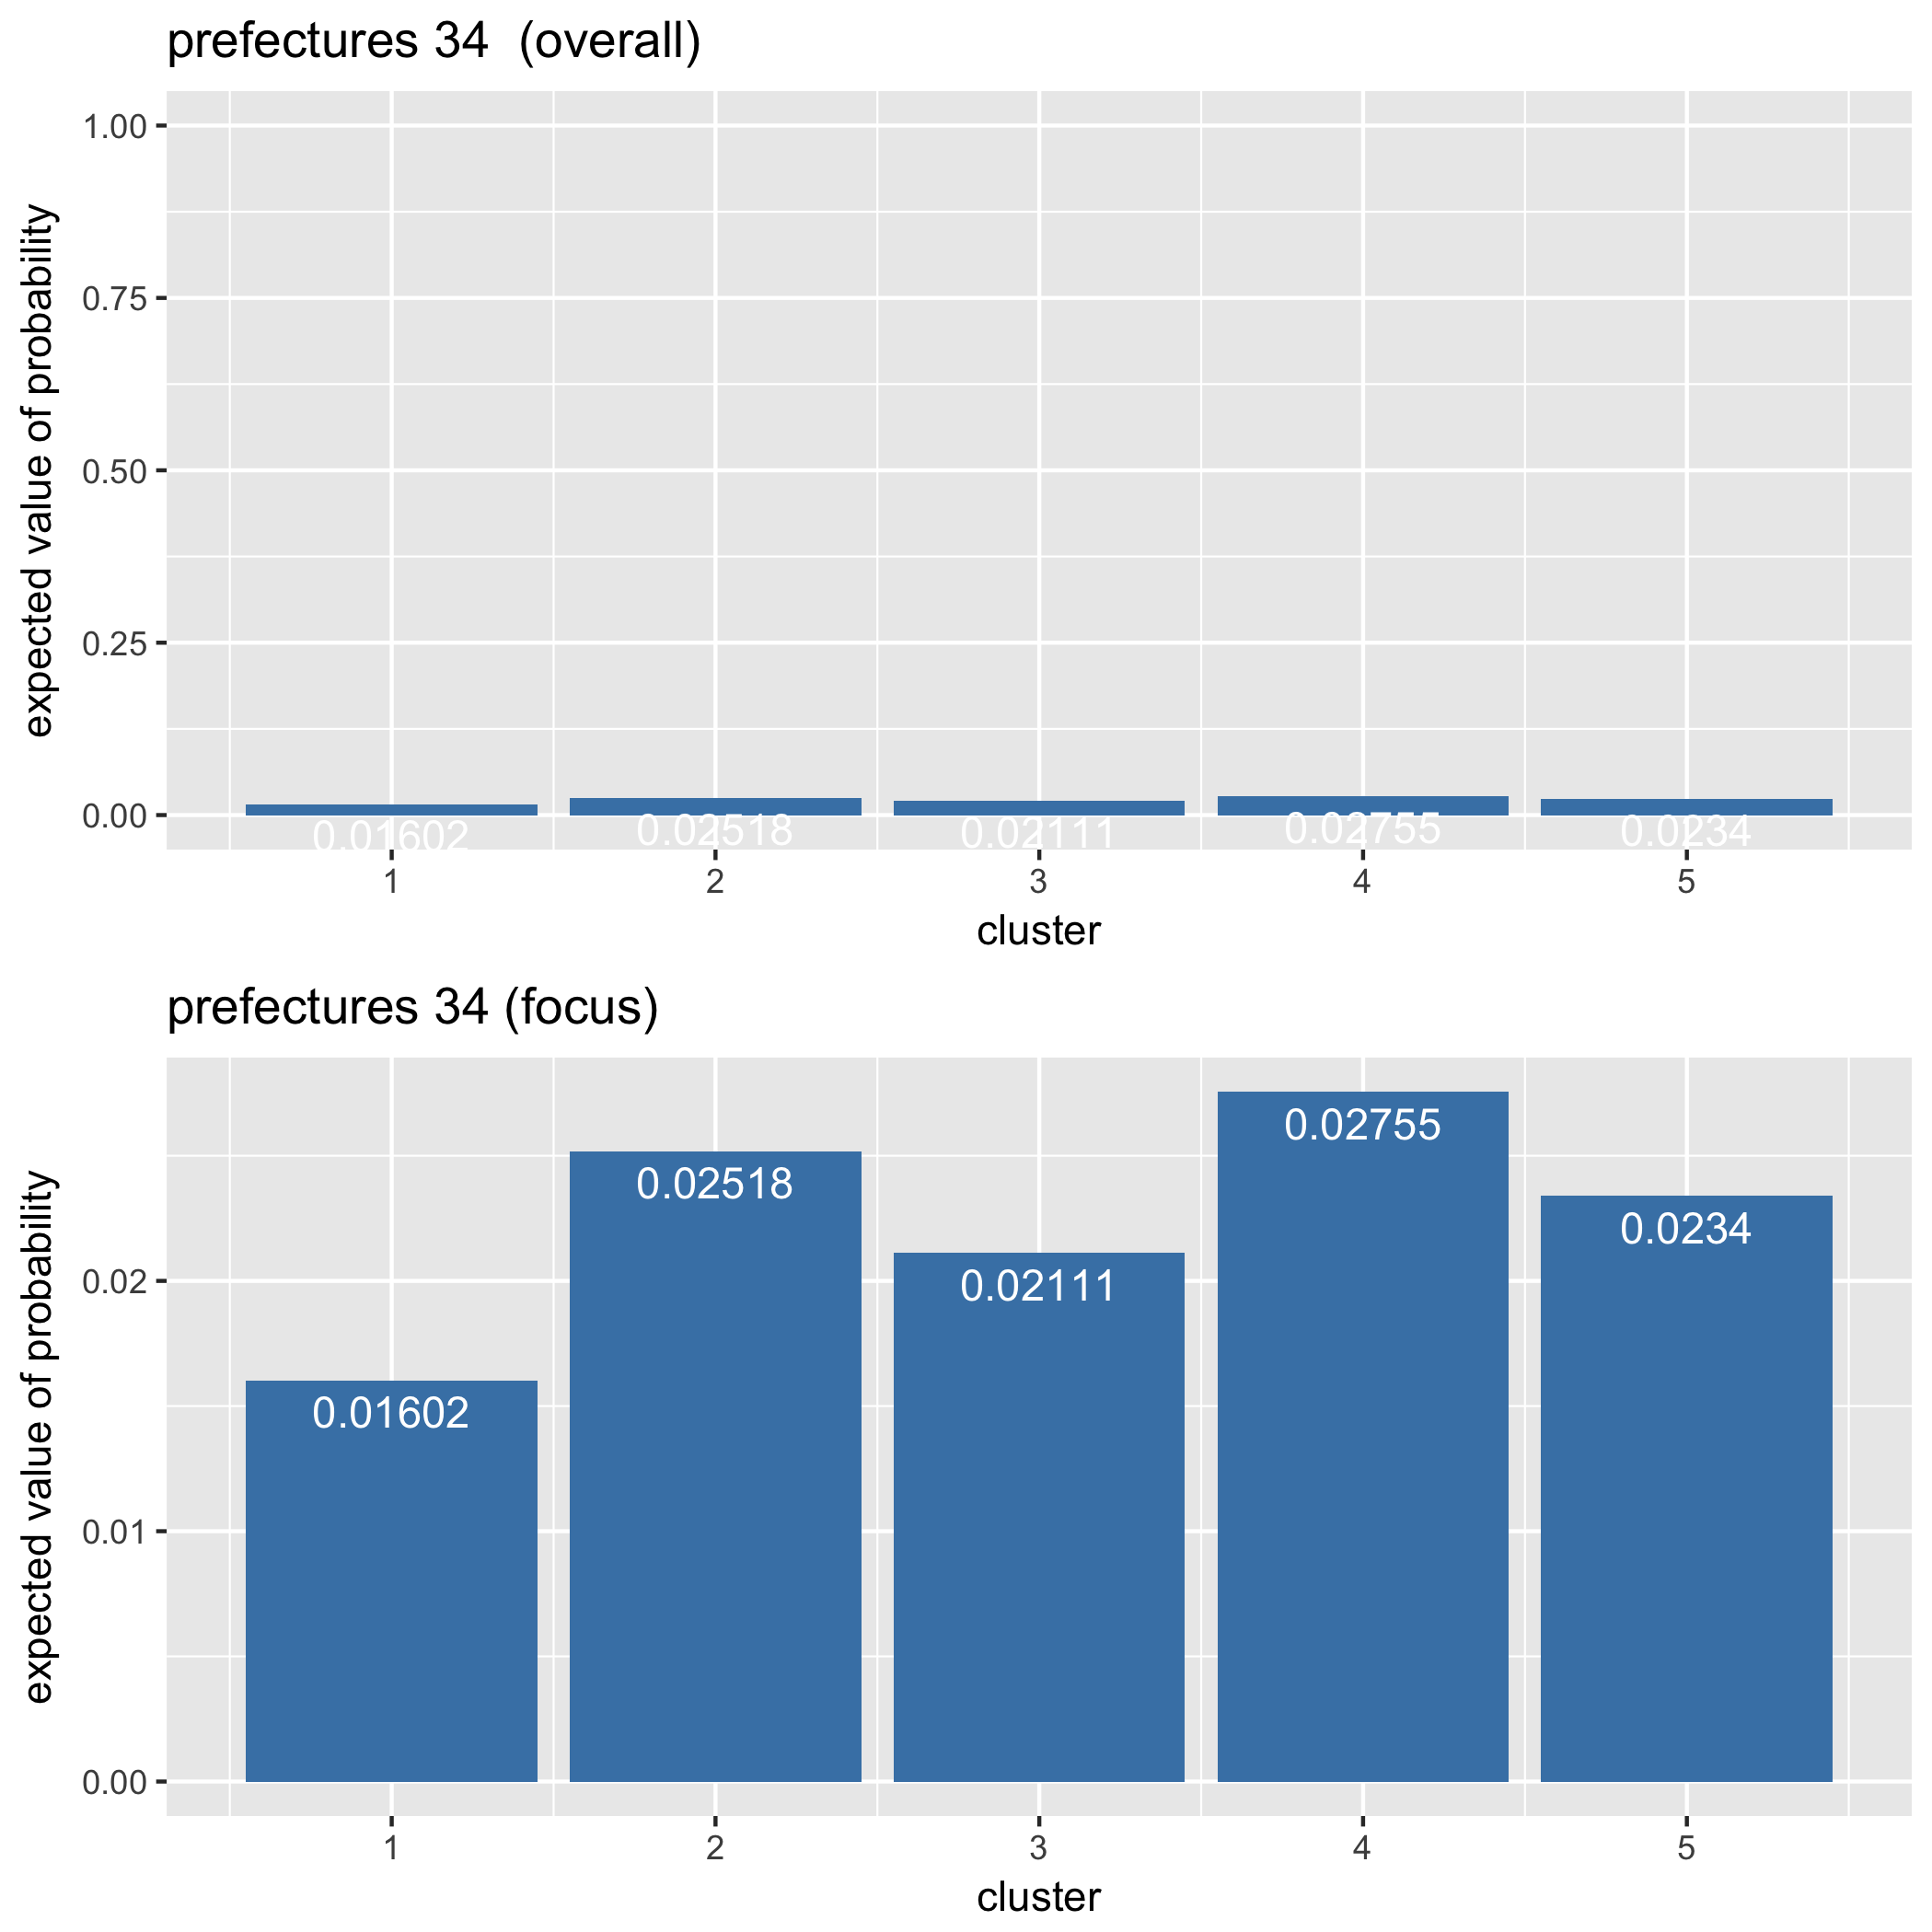 prefectures 34  (overall)
expected value of probability
1.00
0.75
0.50
0.25
0.00
0.01602 0.02518 0.02111 0.02755 0.0234
1 2 3 4 5
cluster
prefectures 34 (focus)
expected value of probability
0.02
0.01
0.00
0.01602 0.02518 0.02111 0.02755 0.0234
1 2 3 4 5
cluster